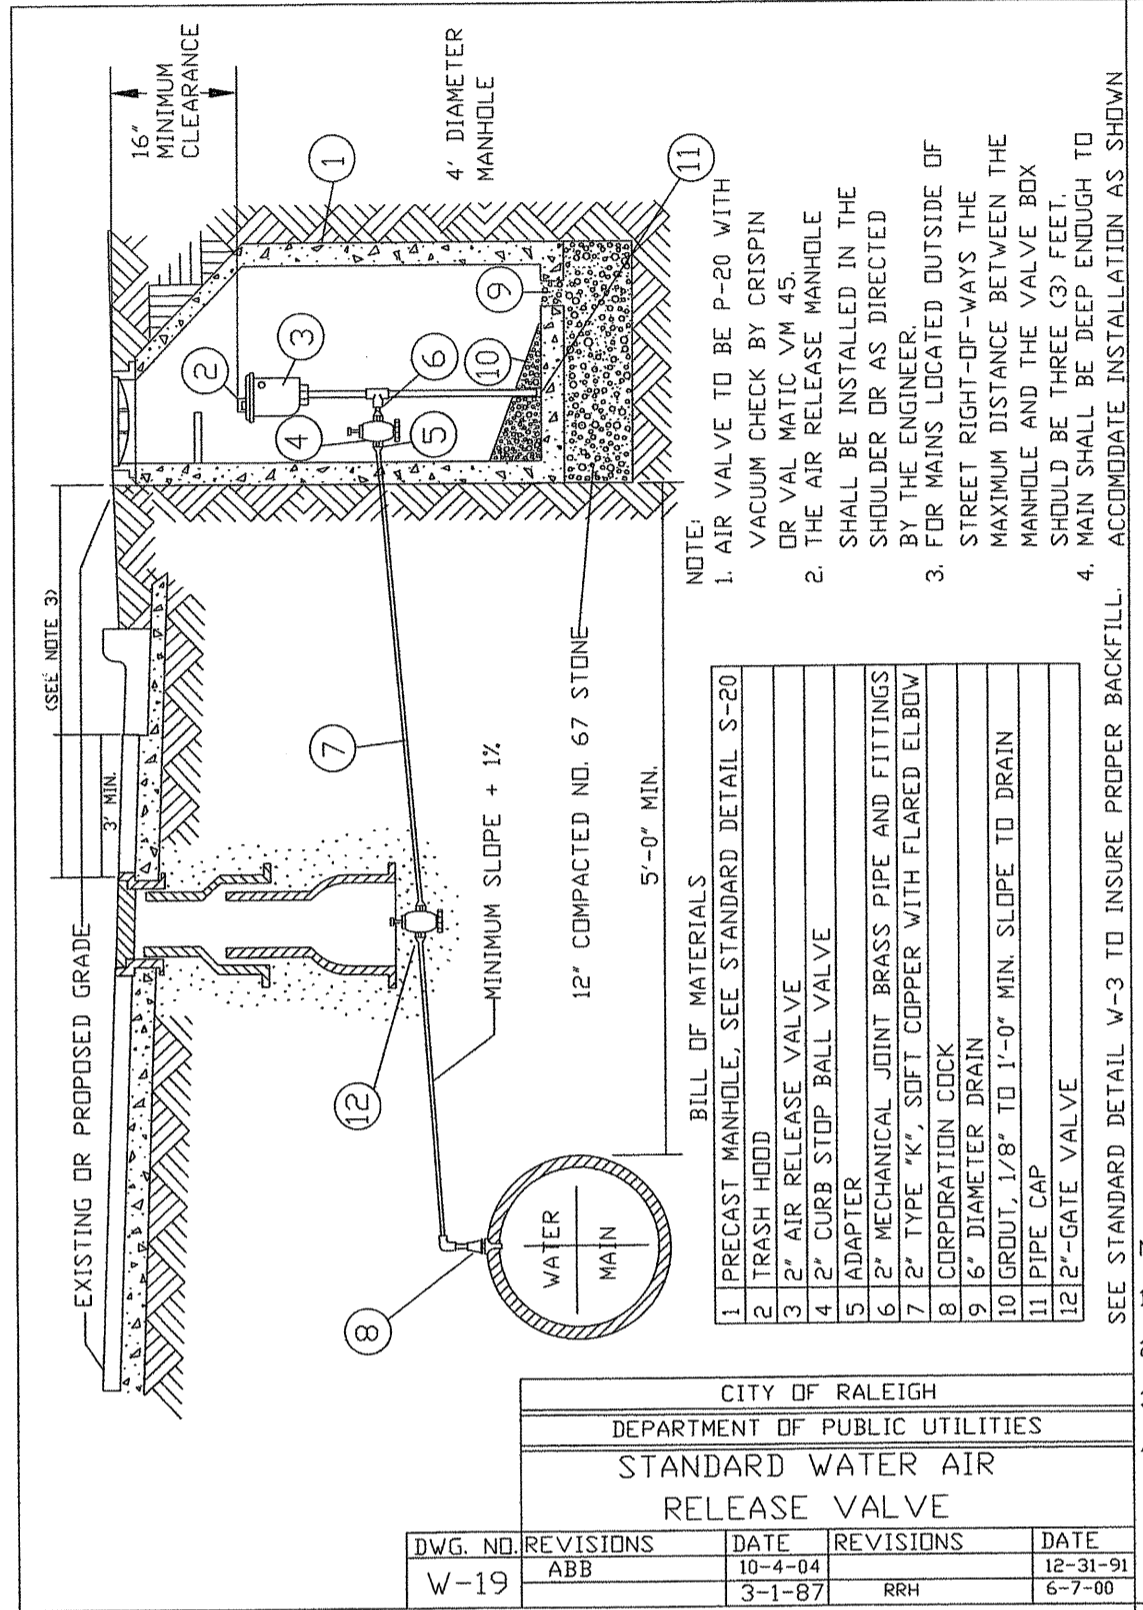 16"
MINIMUM
CLEARANCE
4' DIAMETER
MANHOLE
(SEE NOTE 3)
3' MIN.
EXISTING OR PROPOSED GRADE
1
2
3
4
5
6
7
8
9
10
11
12
MINIMUM SLOPE + 1%
12" COMPACTED NO. 67 STONE
5'-0" MIN.
WATER
MAIN
NOTE:
1. AIR VALVE TO BE P-20 WITH
VACUUM CHECK BY CRISPIN
OR VAL MATIC VM 45.
2. THE AIR RELEASE MANHOLE
SHALL BE INSTALLED IN THE
SHOULDER OR AS DIRECTED
BY THE ENGINEER.
3. FOR MAINS LOCATED OUTSIDE OF
STREET RIGHT-OF-WAYS THE
MAXIMUM DISTANCE BETWEEN THE
MANHOLE AND THE VALVE BOX
SHOULD BE THREE (3) FEET.
4. MAIN SHALL BE DEEP ENOUGH TO
ACCOMODATE INSTALLATION AS SHOWN
BILL OF MATERIALS
1 PRECAST MANHOLE, SEE STANDARD DETAIL S-20
2 TRASH HOOD
3 2" AIR RELEASE VALVE
4 2" CURB STOP BALL VALVE
5 ADAPTER
6 2" MECHANICAL JOINT BRASS PIPE AND FITTINGS
7 2" TYPE "K", SOFT COPPER WITH FLARED ELBOW
8 CORPORATION COCK
9 6" DIAMETER DRAIN
10 GROUT, 1/8" TO 1'-0" MIN. SLOPE TO DRAIN
11 PIPE CAP
12 2"-GATE VALVE
SEE STANDARD DETAIL W-3 TO INSURE PROPER BACKFILL.
CITY OF RALEIGH
DEPARTMENT OF PUBLIC UTILITIES
STANDARD WATER AIR
RELEASE VALVE
DWG. NO. REVISIONS DATE REVISIONS DATE
W-19 ABB 10-4-04 12-31-91
3-1-87 RRH 6-7-00